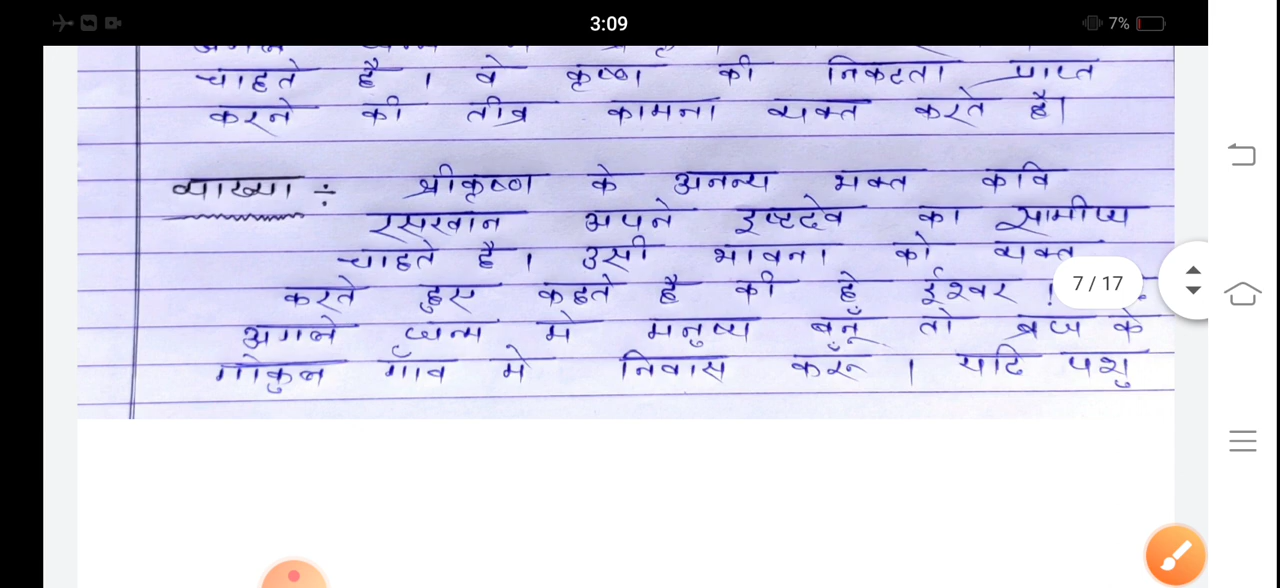 3:09
7%
चाहते है । वे कृष्ण की निकटता प्राप्त
करने की तीव्र कामना व्यक्त करते है।
व्याख्या ÷ श्रीकृष्ण के अनन्य भक्त कवि
रसखान अपने इष्टदेव का सामीप्य
चाहते है । उसी भावना को व्यक्त
करते हुए कहते है की हे ईश्वर !
7/17
अगले जन्म मे मनुष्य बनूँ तो ब्रज के
गोकुल गाँव मे निवास करूँ । यदि पशु